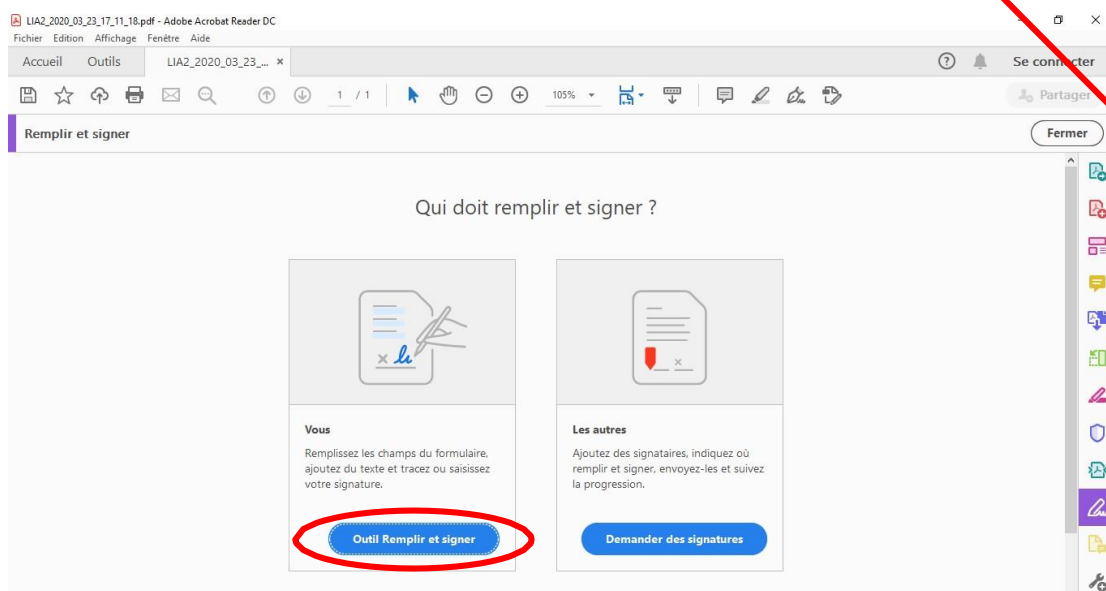 LIA2_2020_03_23_17_11_18.pdf - Adobe Acrobat Reader DC
Fichier Edition Affichage Fenêtre Aide
Accueil Outils LIA2_2020_03_23_... × Se connecter
1 / 1 105% Partager
Remplir et signer Fermer
Qui doit remplir et signer ?
Vous
Remplissez les champs du formulaire,
ajoutez du texte et tracez ou saisissez
votre signature.
Outil Remplir et signer
Les autres
Ajoutez des signataires, indiquez où
remplir et signer, envoyez-les et suivez
la progression.
Demander des signatures